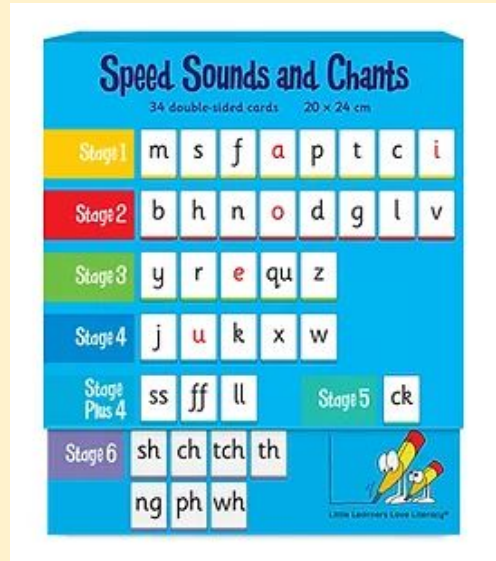 Speed Sounds and Chants
34 double-sided cards 20 x 24 cm
Stage 1 m s f a p t c i
Stage 2 b h n o d g l v
Stage 3 y r e qu z
Stage 4 j u k x w
Stage Plus 4 ss ff ll Stage 5 ck
Stage 6 sh ch tch th
ng ph wh
Little Learners Love Literacy®